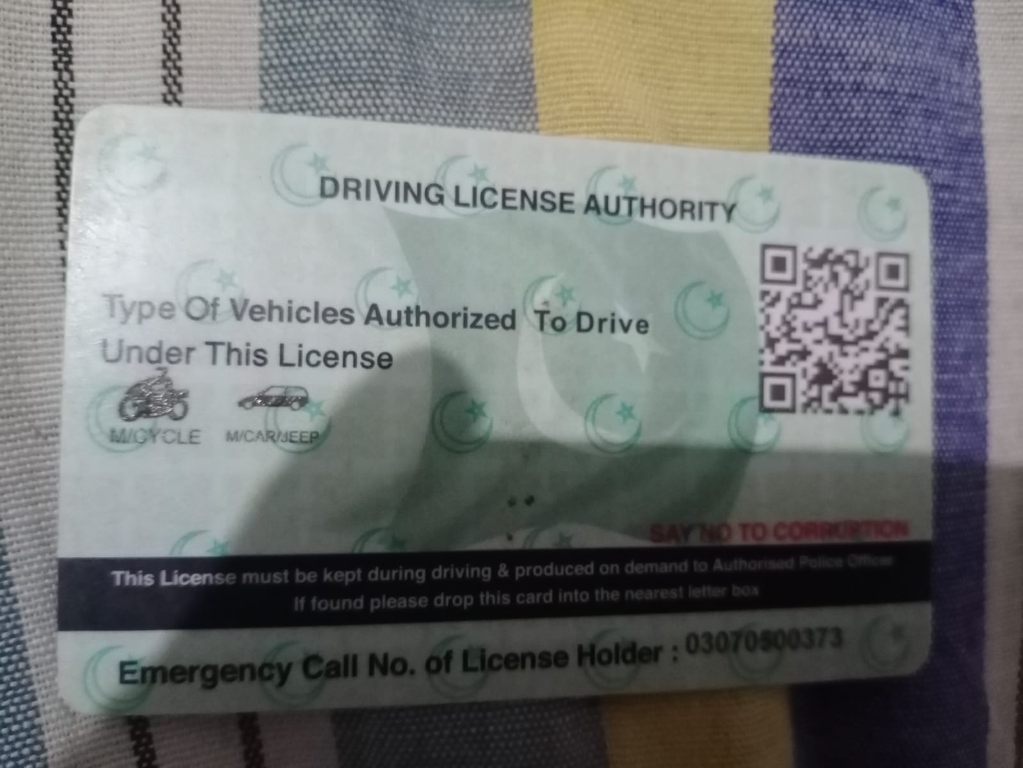 DRIVING LICENSE AUTHORITY
Type Of Vehicles Authorized To Drive
Under This License
M/CYCLE M/CAR/JEEP
SAY NO TO CORRUPTION
This License must be kept during driving & produced on demand to Authorised Police Officer
If found please drop this card into the nearest letter box
Emergency Call No. of License Holder : 03070500373